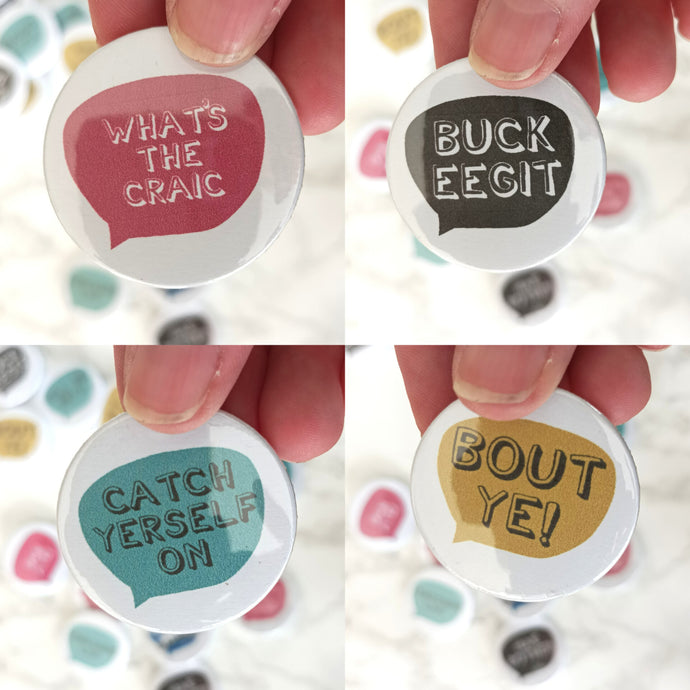 WHAT'S
THE
CRAIC
BUCK
EEGIT
CATCH
YERSELF
ON
BOUT
YE!